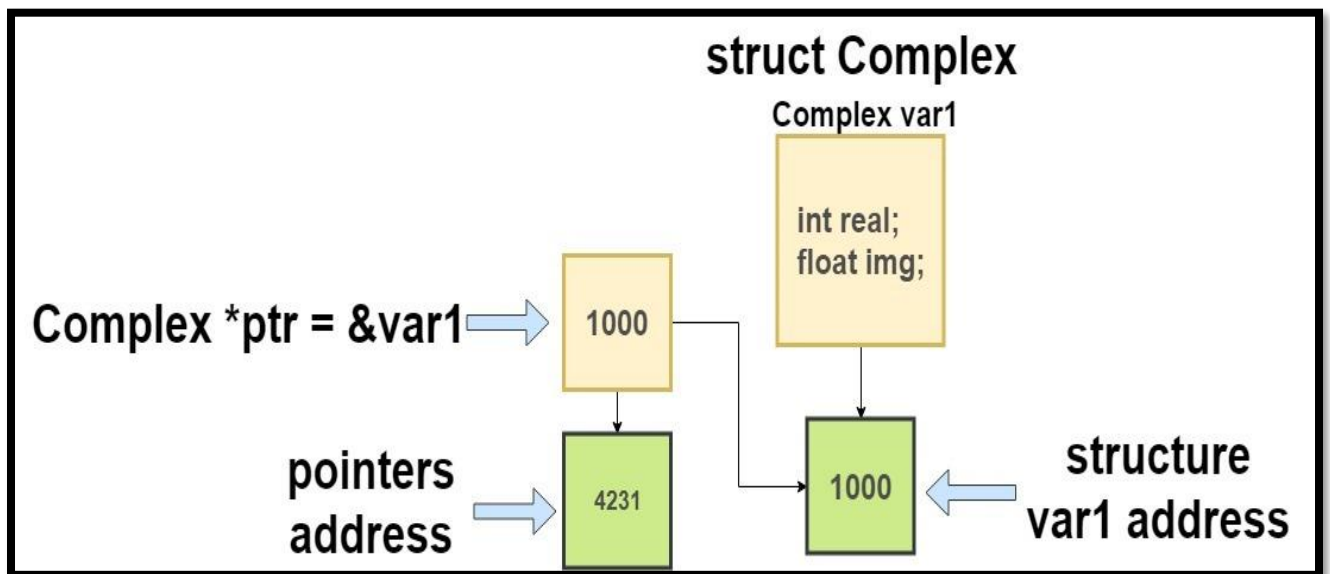 struct Complex
Complex var1
int real;
float img;
Complex *ptr = &var1
1000
pointers
address
4231
1000
structure
var1 address